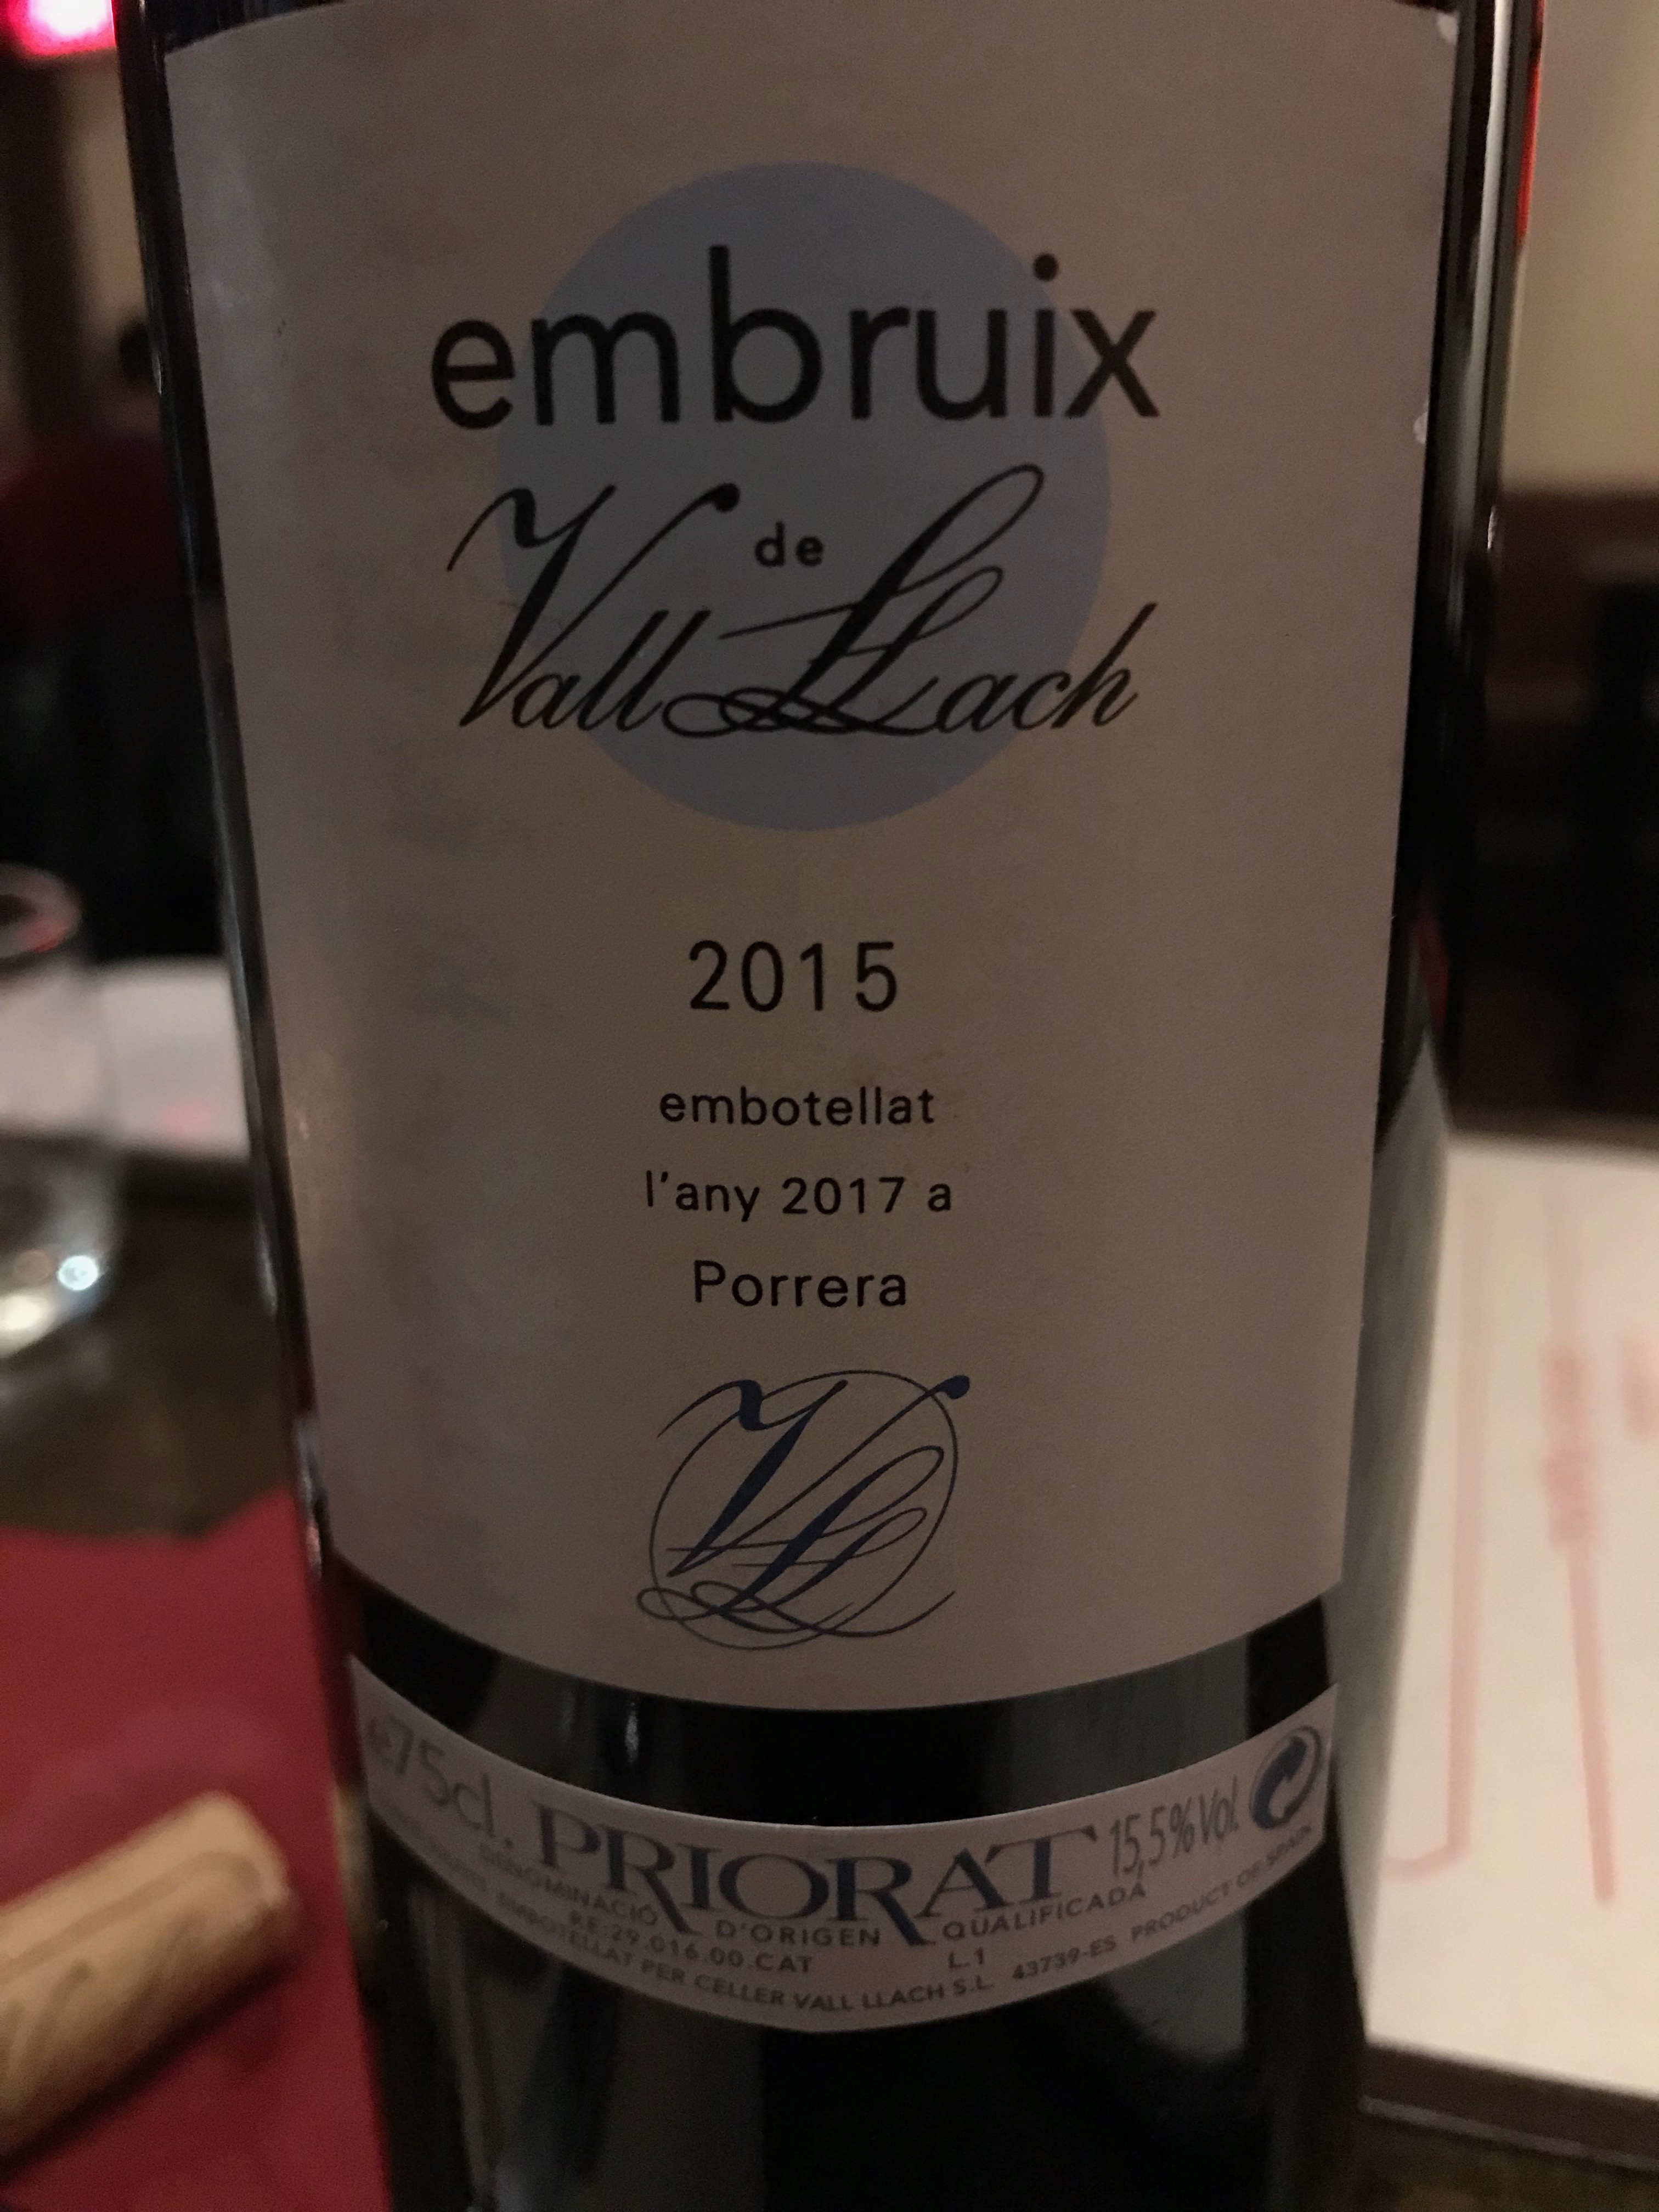 embruix
de
Vall Llach
2015
embotellat
l'any 2017 a
Porrera
VLL
e75cl. PRIORAT 15,5%Vol.
DENOMINACIÓ D'ORIGEN QUALIFICADA
RE:29.016.00.CAT L.1
EMBOTELLAT PER CELLER VALL LLACH S.L. 43739-ES PRODUCT OF SPAIN